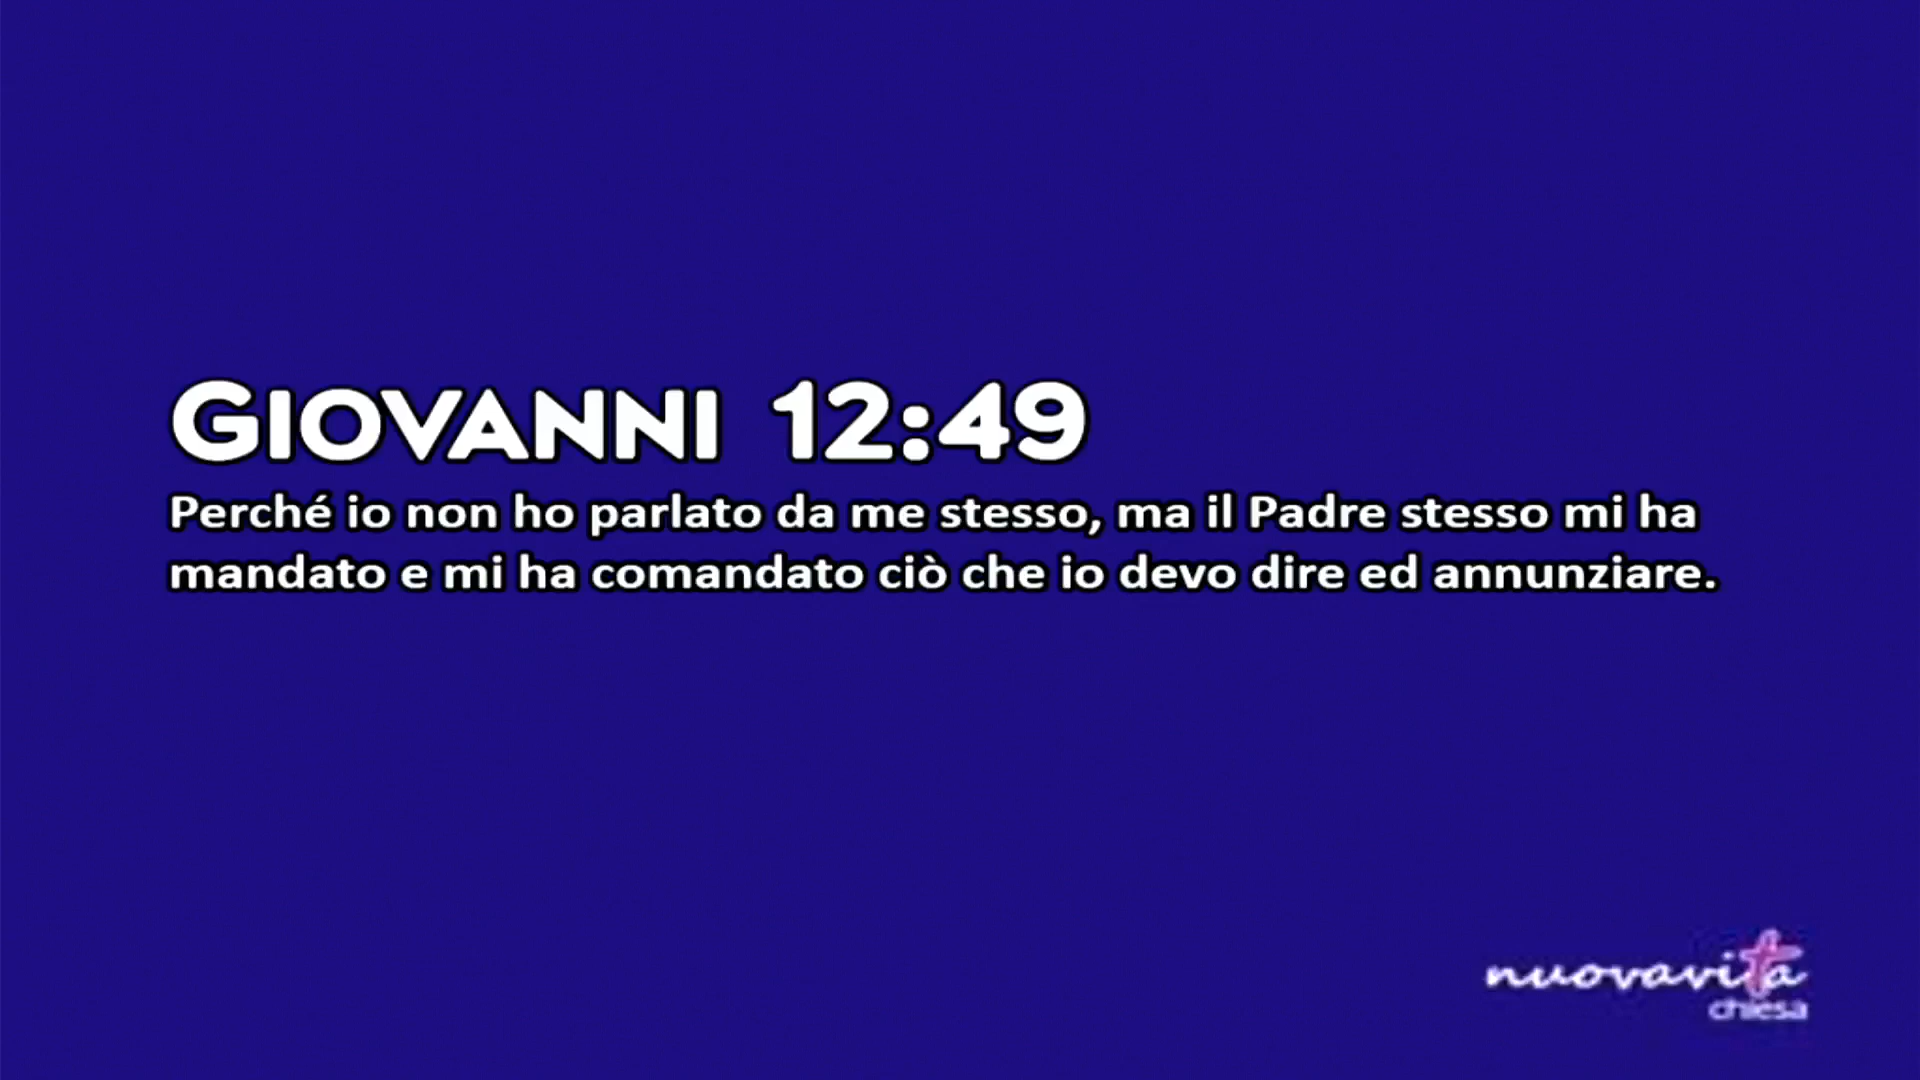 GIOVANNI 12:49
Perché io non ho parlato da me stesso, ma il Padre stesso mi ha
mandato e mi ha comandato ciò che io devo dire ed annunziare.
nuovavita
chiesa